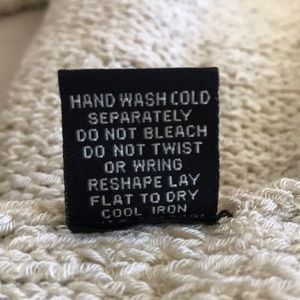 HAND WASH COLD
SEPARATELY
DO NOT BLEACH
DO NOT TWIST
OR WRING
RESHAPE LAY
FLAT TO DRY
COOL IRON